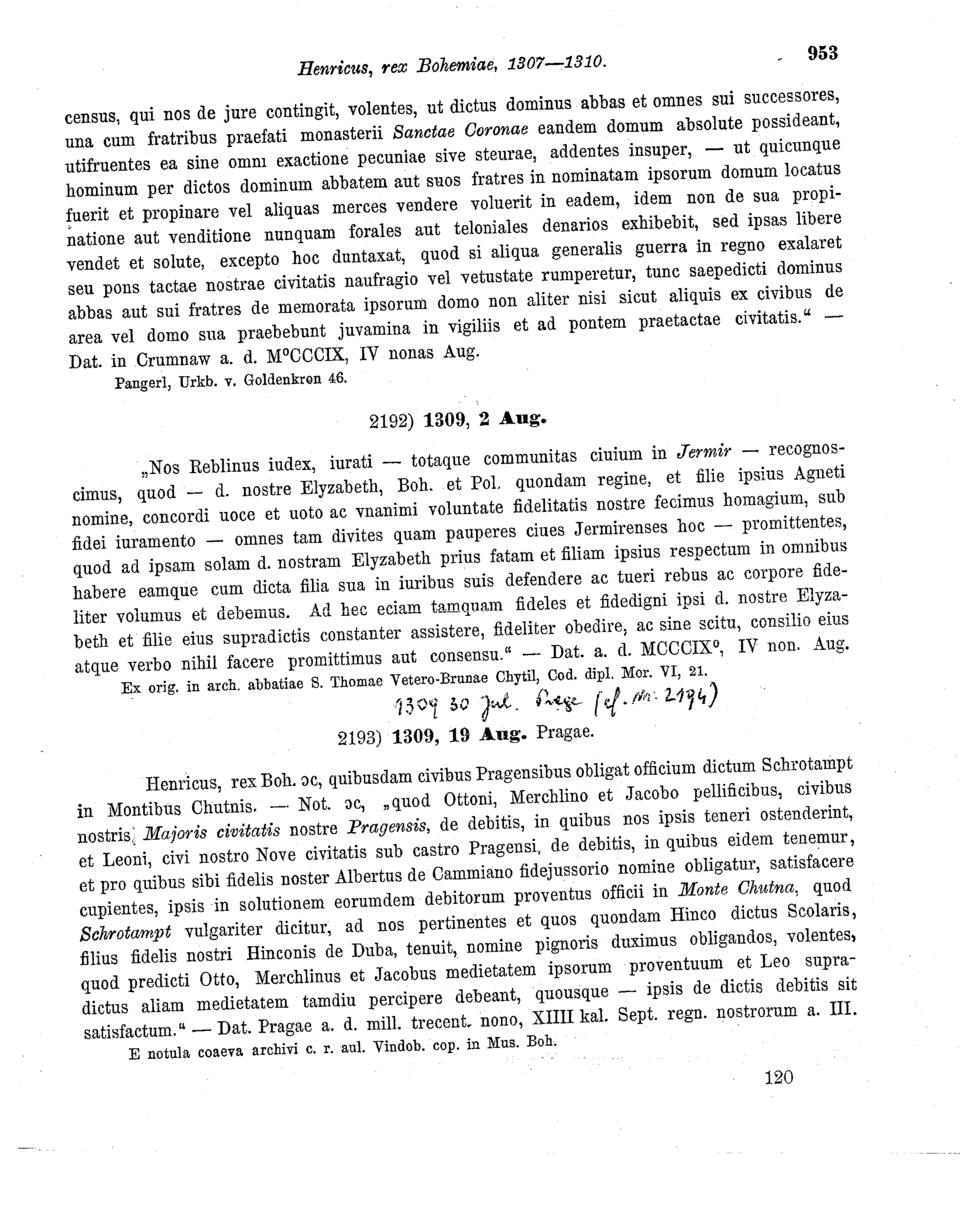 Henricus, rex Bohemiae, 1307—1310.
953
census, qui nos de jure contingit, volentes, ut dictus dominus abbas et omnes sui successores,
una cum fratribus praefati monasterii Sanctae Coronae eandem domum absolute possideant,
utifruentes ea sine omni exactione pecuniae sive steurae, addentes insuper, — ut quicunque
hominum per dictos dominum abbatem aut suos fratres in nominatam ipsorum domum locatus
fuerit et propinare vel aliquas merces vendere voluerit in eadem, idem non de sua propi-
natione aut venditione nunquam forales aut teloniales denarios exhibebit, sed ipsas libere
vendet et solute, excepto hoc duntaxat, quod si aliqua generalis guerra in regno exalaret
seu pons tactae nostrae civitatis naufragio vel vetustate rumperetur, tunc saepedicti dominus
abbas aut sui fratres de memorata ipsorum domo non aliter nisi sicut aliquis ex civibus de
area vel domo sua praebebunt juvamina in vigiliis et ad pontem praetactae civitatis.“ —
Dat. in Crumnaw a. d. M⁰CCCIX, IV nonas Aug.
Pangerl, Urkb. v. Goldenkron 46.
2192) 1309, 2 Aug.
„Nos Reblinus iudex, iurati — totaque communitas ciuium in Jermir — recognos-
cimus, quod — d. nostre Elyzabeth, Boh. et Pol. quondam regine, et filie ipsius Agneti
nomine, concordi uoce et uoto ac vnanimi voluntate fidelitatis nostre fecimus homagium, sub
fidei iuramento — omnes tam divites quam pauperes ciues Jermirenses hoc — promittentes,
quod ad ipsam solam d. nostram Elyzabeth prius fatam et filiam ipsius respectum in omnibus
habere eamque cum dicta filia sua in iuribus suis defendere ac tueri rebus ac corpore fide-
liter volumus et debemus. Ad hec eciam tamquam fideles et fidedigni ipsi d. nostre Elyza-
beth et filie eius supradictis constanter assistere, fideliter obedire, ac sine scitu, consilio eius
atque verbo nihil facere promittimus aut consensu.“ — Dat. a. d. MCCCIX⁰, IV non. Aug.
Ex orig. in arch. abbatiae S. Thomae Vetero-Brunae Chytil, Cod. dipl. Mor. VI, 21.
1309 30 Jul. Prage (cf. Nr. 2194)
2193) 1309, 19 Aug. Pragae.
Henricus, rex Boh. ɔc, quibusdam civibus Pragensibus obligat officium dictum Schrotampt
in Montibus Chutnis. — Not. ɔc, „quod Ottoni, Merchlino et Jacobo pellificibus, civibus
nostris, Majoris civitatis nostre Pragensis, de debitis, in quibus nos ipsis teneri ostenderint,
et Leoni, civi nostro Nove civitatis sub castro Pragensi, de debitis, in quibus eidem tenemur,
et pro quibus sibi fidelis noster Albertus de Cammiano fidejussorio nomine obligatur, satisfacere
cupientes, ipsis in solutionem eorumdem debitorum proventus officii in Monte Chutna, quod
Schrotampt vulgariter dicitur, ad nos pertinentes et quos quondam Hinco dictus Scolaris,
filius fidelis nostri Hinconis de Duba, tenuit, nomine pignoris duximus obligandos, volentes,
quod predicti Otto, Merchlinus et Jacobus medietatem ipsorum proventuum et Leo supra-
dictus aliam medietatem tamdiu percipere debeant, quousque — ipsis de dictis debitis sit
satisfactum.“ — Dat. Pragae a. d. mill. trecent. nono, XIIII kal. Sept. regn. nostrorum a. III.
E notula coaeva archivi c. r. aul. Vindob. cop. in Mus. Boh.
120